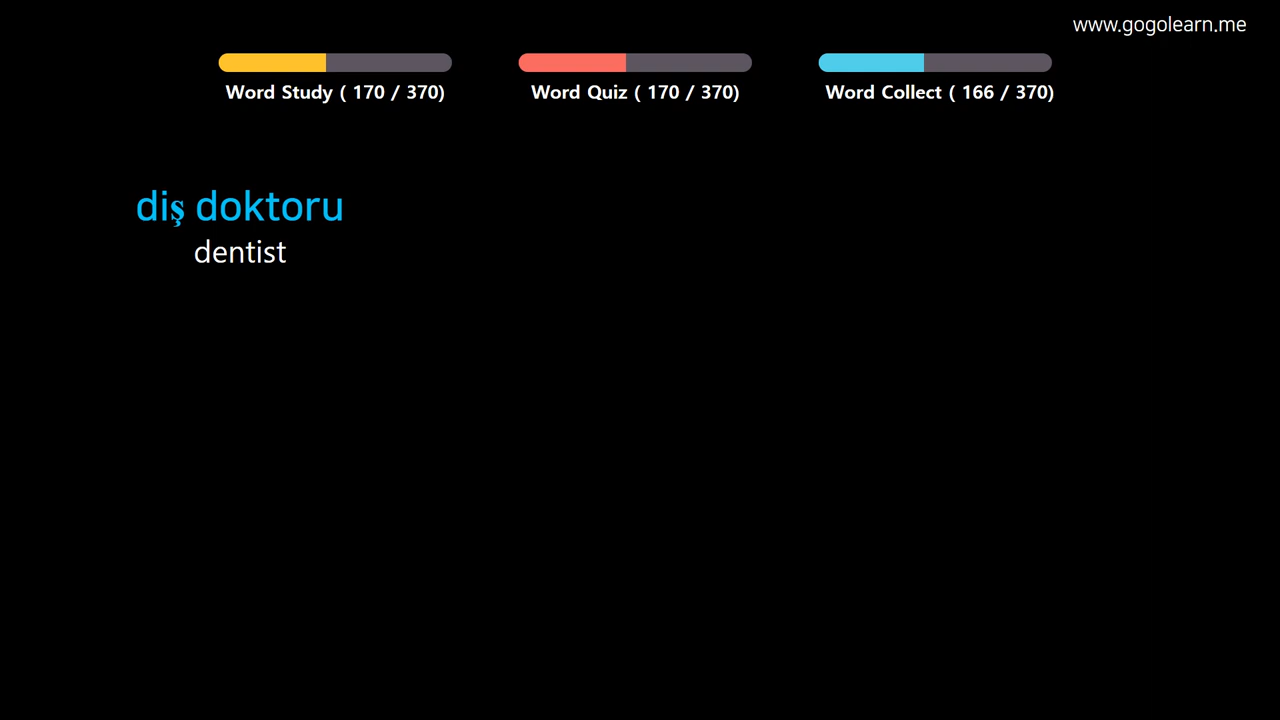 www.gogolearn.me
Word Study ( 170 / 370)
Word Quiz ( 170 / 370)
Word Collect ( 166 / 370)
diş doktoru
dentist